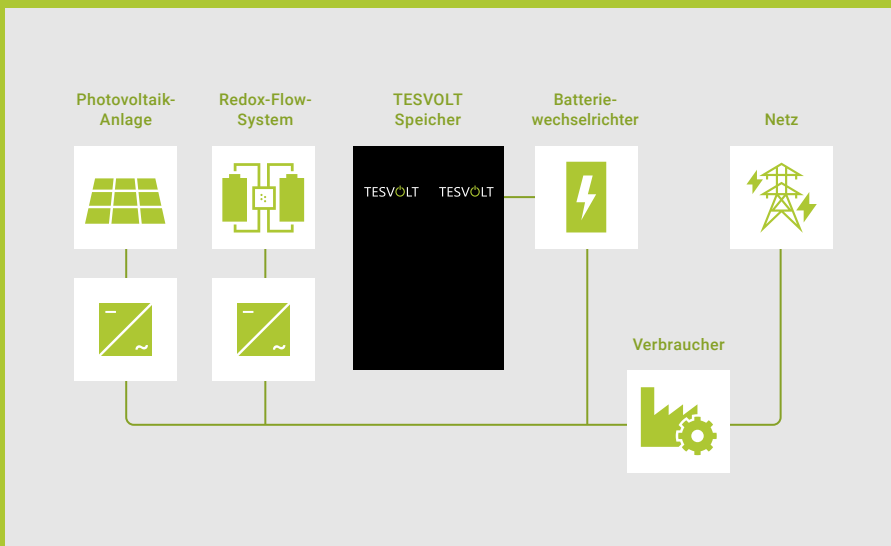 Photovoltaik-
Anlage
Redox-Flow-
System
TESVOLT
Speicher
Batterie-
wechselrichter
Netz
TESVOLT TESVOLT
Verbraucher